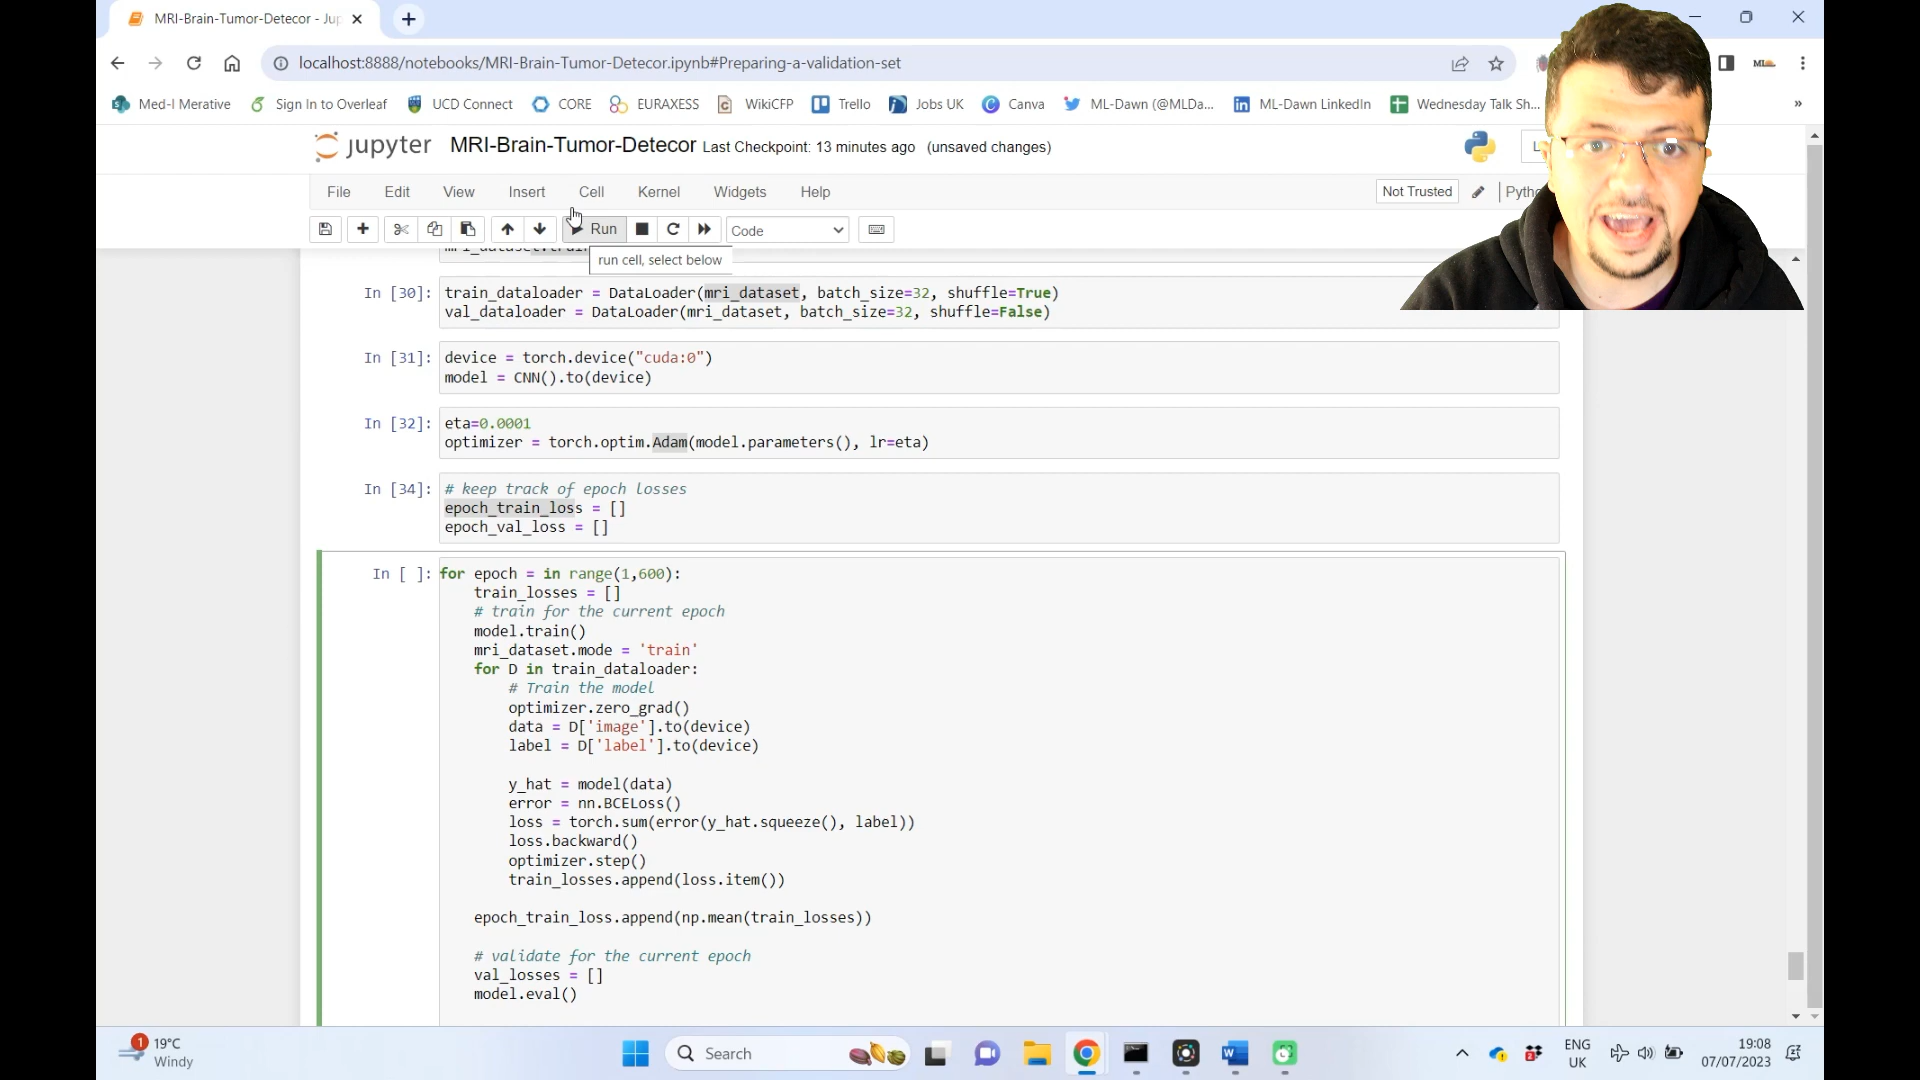 MRI-Brain-Tumor-Detecor - Jup
localhost:8888/notebooks/MRI-Brain-Tumor-Detecor.ipynb#Preparing-a-validation-set
Med-I Merative
Sign In to Overleaf
UCD Connect
CORE
EURAXESS
WikiCFP
Trello
Jobs UK
Canva
ML-Dawn (@MLDa...
ML-Dawn LinkedIn
Wednesday Talk Sh...
»
jupyter MRI-Brain-Tumor-Detecor Last Checkpoint: 13 minutes ago (unsaved changes)
File Edit View Insert Cell Kernel Widgets Help
Not Trusted
Run
Code
run cell, select below
In [30]: train_dataloader = DataLoader(mri_dataset, batch_size=32, shuffle=True)
val_dataloader = DataLoader(mri_dataset, batch_size=32, shuffle=False)
In [31]: device = torch.device("cuda:0")
model = CNN().to(device)
In [32]: eta=0.0001
optimizer = torch.optim.Adam(model.parameters(), lr=eta)
In [34]: # keep track of epoch losses
epoch_train_loss = []
epoch_val_loss = []
In [ ]: for epoch = in range(1,600):
train_losses = []
# train for the current epoch
model.train()
mri_dataset.mode = 'train'
for D in train_dataloader:
# Train the model
optimizer.zero_grad()
data = D['image'].to(device)
label = D['label'].to(device)
y_hat = model(data)
error = nn.BCELoss()
loss = torch.sum(error(y_hat.squeeze(), label))
loss.backward()
optimizer.step()
train_losses.append(loss.item())
epoch_train_loss.append(np.mean(train_losses))
# validate for the current epoch
val_losses = []
model.eval()
1
19°C
Windy
Search
ENG
UK
19:08
07/07/2023